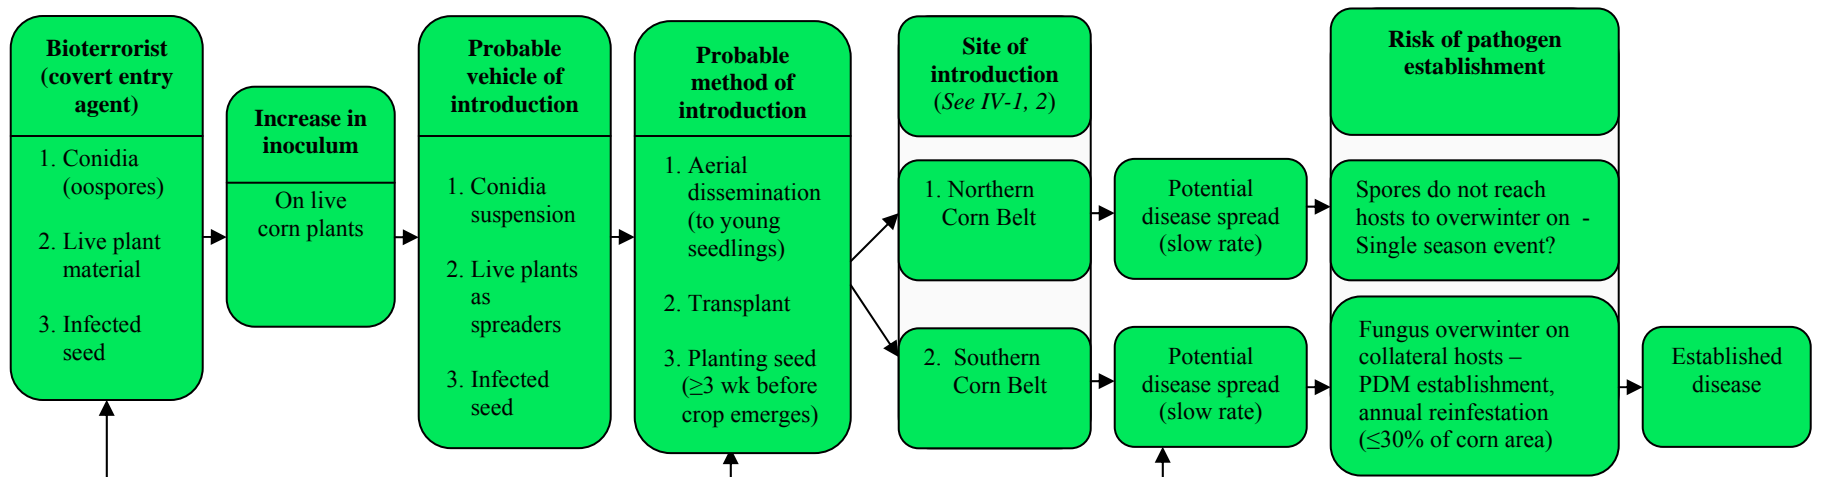 Bioterrorist
(covert entry
agent)
1. Conidia
(oospores)
2. Live plant
material
3. Infected
seed
Increase in
inoculum
On live
corn plants
Probable
vehicle of
introduction
1. Conidia
suspension
2. Live plants
as
spreaders
3. Infected
seed
Probable
method of
introduction
1. Aerial
dissemination
(to young
seedlings)
2. Transplant
3. Planting seed
(≥3 wk before
crop emerges)
Site of
introduction
(See IV-1, 2)
1. Northern
Corn Belt
2. Southern
Corn Belt
Potential
disease spread
(slow rate)
Potential
disease spread
(slow rate)
Risk of pathogen
establishment
Spores do not reach
hosts to overwinter on -
Single season event?
Fungus overwinter on
collateral hosts –
PDM establishment,
annual reinfestation
(≤30% of corn area)
Established
disease